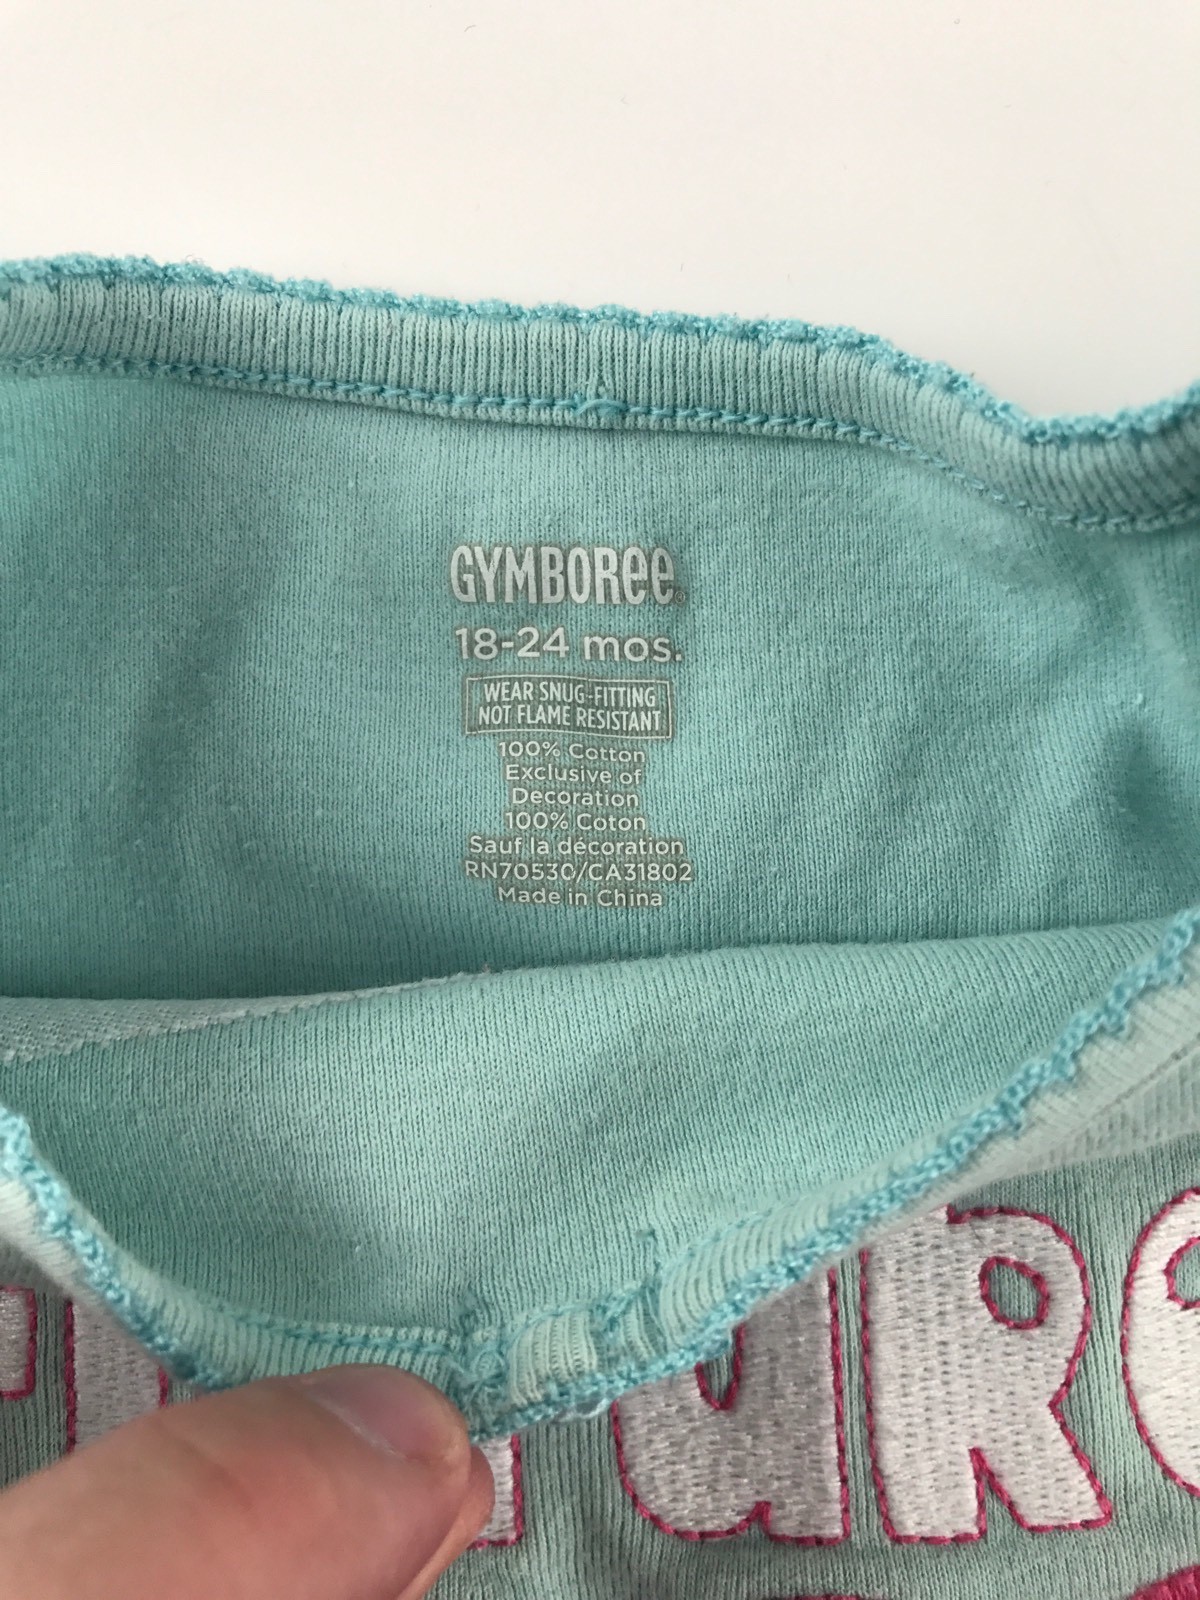 GYMBOREE®
18-24 mos.
WEAR SNUG-FITTING
NOT FLAME RESISTANT
100% Cotton
Exclusive of
Decoration
100% Coton
Sauf la décoration
RN70530/CA31802
Made in China